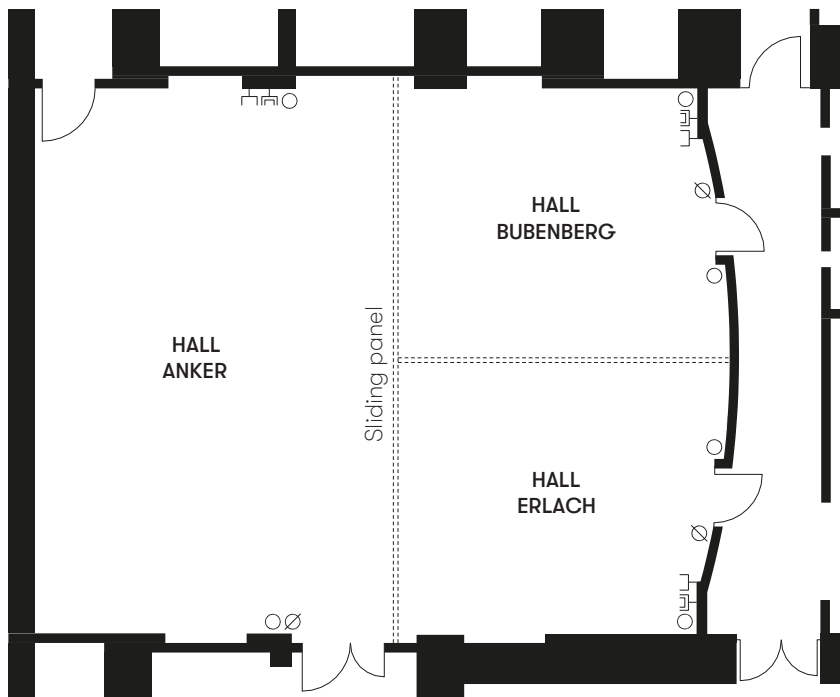 HALL
BUBENBERG
HALL
ANKER
Sliding panel
HALL
ERLACH